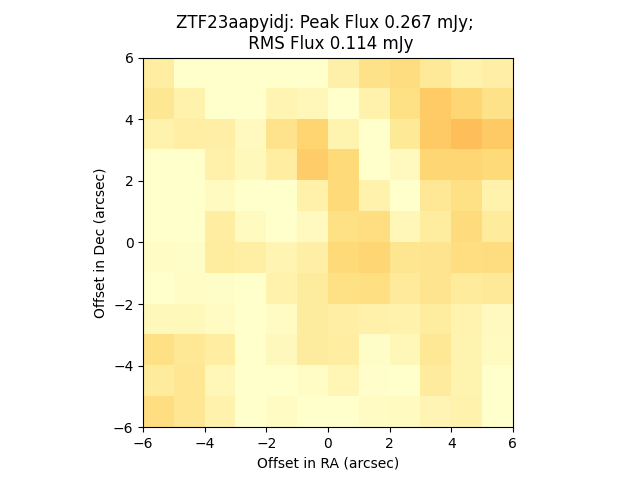 ZTF23aapyidj: Peak Flux 0.267 mJy;
RMS Flux 0.114 mJy
6
4
2
0
−2
−4
−6
Offset in Dec (arcsec)
−6 −4 −2 0 2 4 6
Offset in RA (arcsec)